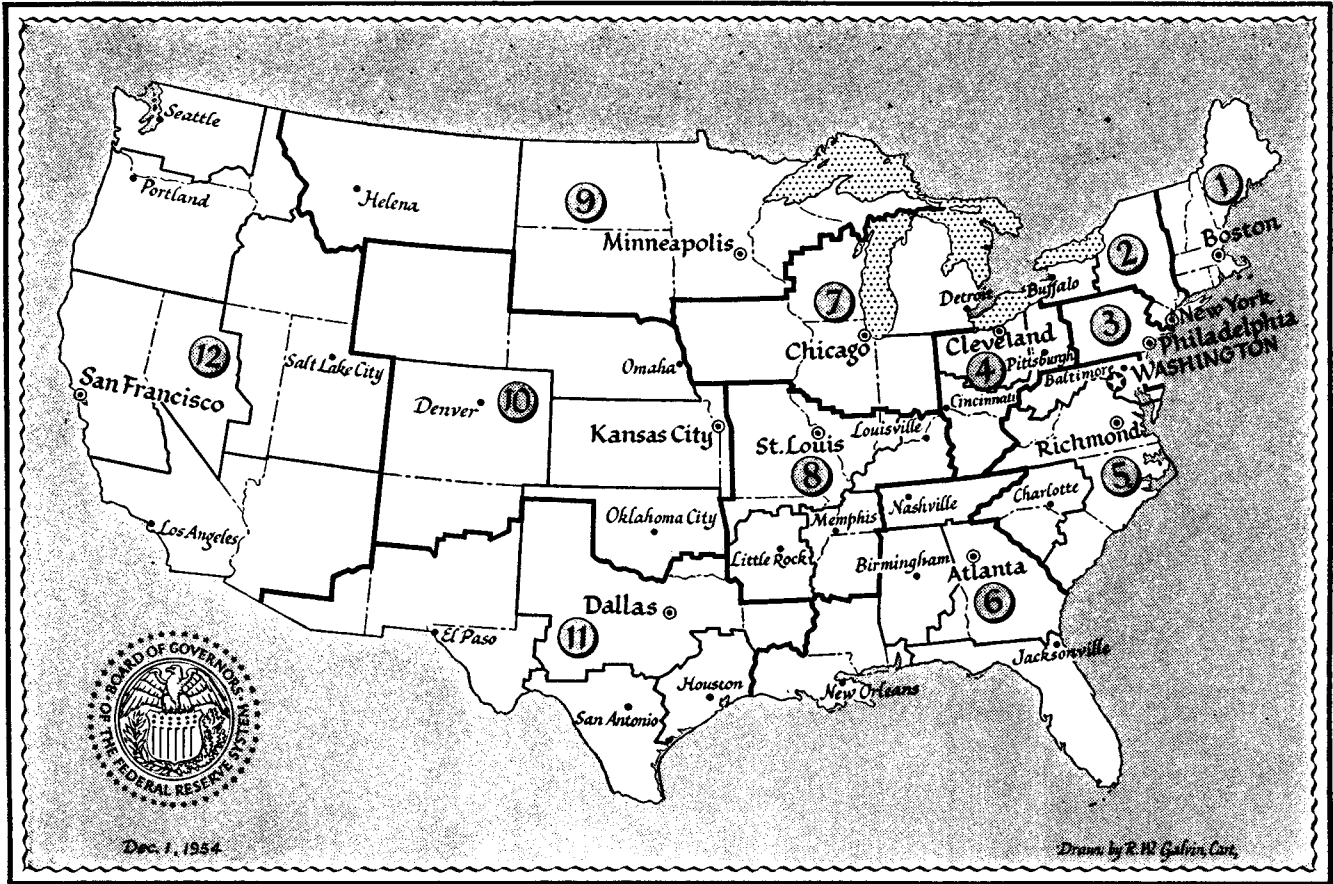 Seattle
Portland
Helena
9
Minneapolis
1
Boston
2
Buffalo
Detroit
7
Chicago
3
New York
Philadelphia
WASHINGTON
Cleveland
4
Pittsburgh
Baltimore
Cincinnati
12
San Francisco
Salt Lake City
Omaha
Denver
10
Kansas City
St. Louis
8
Louisville
Richmond
5
Los Angeles
Oklahoma City
Memphis
Nashville
Charlotte
Little Rock
Birmingham
Atlanta
6
Dallas
11
El Paso
Houston
San Antonio
New Orleans
Jacksonville
BOARD OF GOVERNORS
OF THE FEDERAL RESERVE SYSTEM
Dec. 1, 1954
Drawn by R. W. Galvin, Cart.